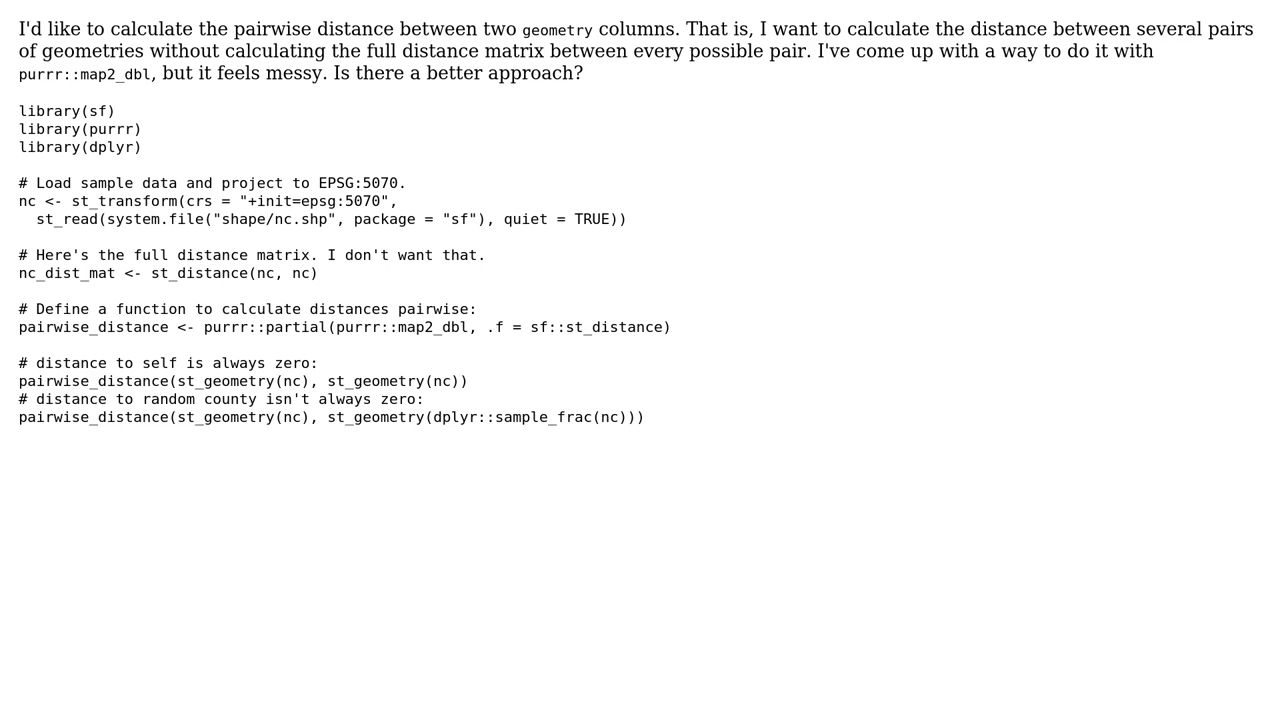 I'd like to calculate the pairwise distance between two geometry columns. That is, I want to calculate the distance between several pairs
of geometries without calculating the full distance matrix between every possible pair. I've come up with a way to do it with
purrr::map2_dbl, but it feels messy. Is there a better approach?
library(sf)
library(purrr)
library(dplyr)
# Load sample data and project to EPSG:5070.
nc <- st_transform(crs = "+init=epsg:5070",
  st_read(system.file("shape/nc.shp", package = "sf"), quiet = TRUE))
# Here's the full distance matrix. I don't want that.
nc_dist_mat <- st_distance(nc, nc)
# Define a function to calculate distances pairwise:
pairwise_distance <- purrr::partial(purrr::map2_dbl, .f = sf::st_distance)
# distance to self is always zero:
pairwise_distance(st_geometry(nc), st_geometry(nc))
# distance to random county isn't always zero:
pairwise_distance(st_geometry(nc), st_geometry(dplyr::sample_frac(nc)))